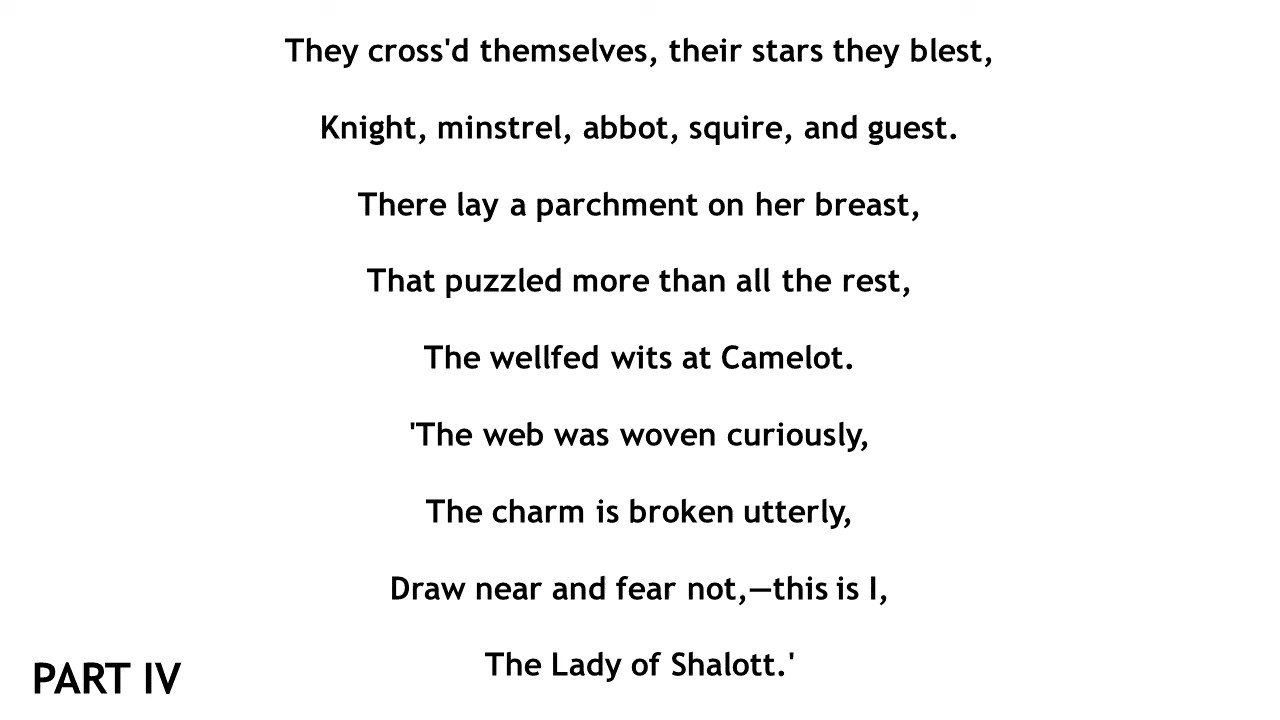 They cross'd themselves, their stars they blest,
Knight, minstrel, abbot, squire, and guest.
There lay a parchment on her breast,
That puzzled more than all the rest,
The wellfed wits at Camelot.
'The web was woven curiously,
The charm is broken utterly,
Draw near and fear not,—this is I,
The Lady of Shalott.'
PART IV